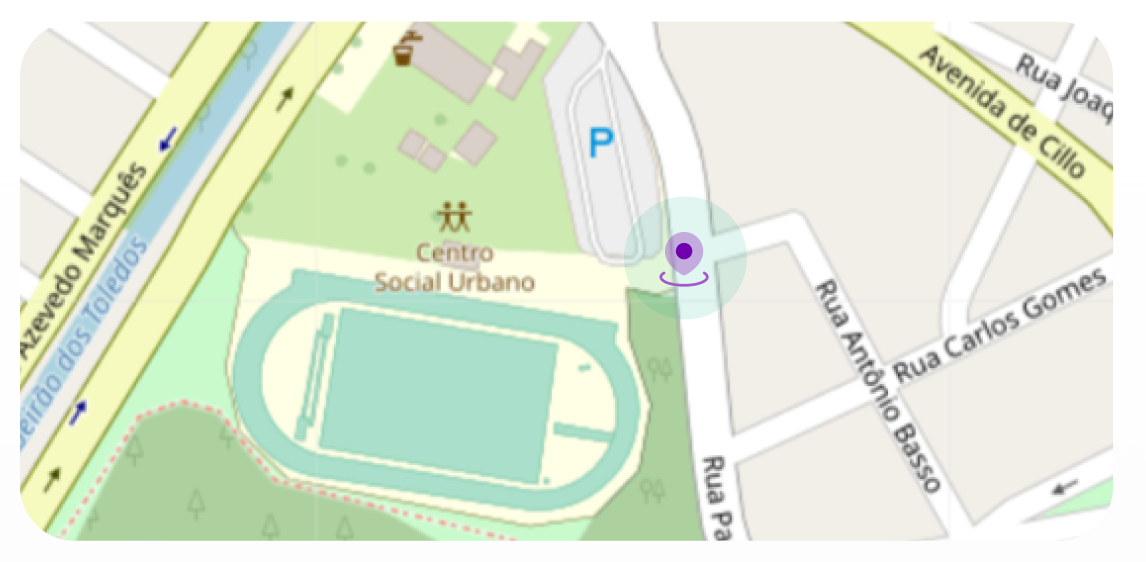 Avenida de Cillo
Rua Joaq
P
Azevedo Marquês
Centro
Social Urbano
eirão dos Toledos
Rua Antônio Basso
Rua Carlos Gomes
Rua Pa